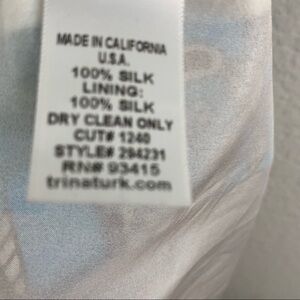 MADE IN CALIFORNIA
U.S.A.
100% SILK
LINING:
100% SILK
DRY CLEAN ONLY
CUT# 1240
STYLE# 294231
RN# 93415
trinaturk.com